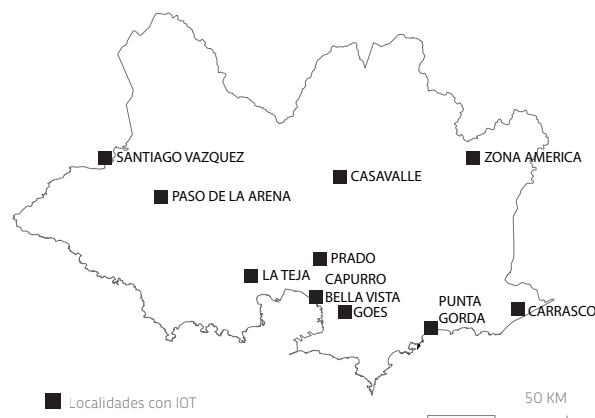 SANTIAGO VAZQUEZ
ZONA AMERICA
CASAVALLE
PASO DE LA ARENA
PRADO
LA TEJA
CAPURRO
BELLA VISTA
GOES
PUNTA
GORDA
CARRASCO
Localidades con IOT
50 KM